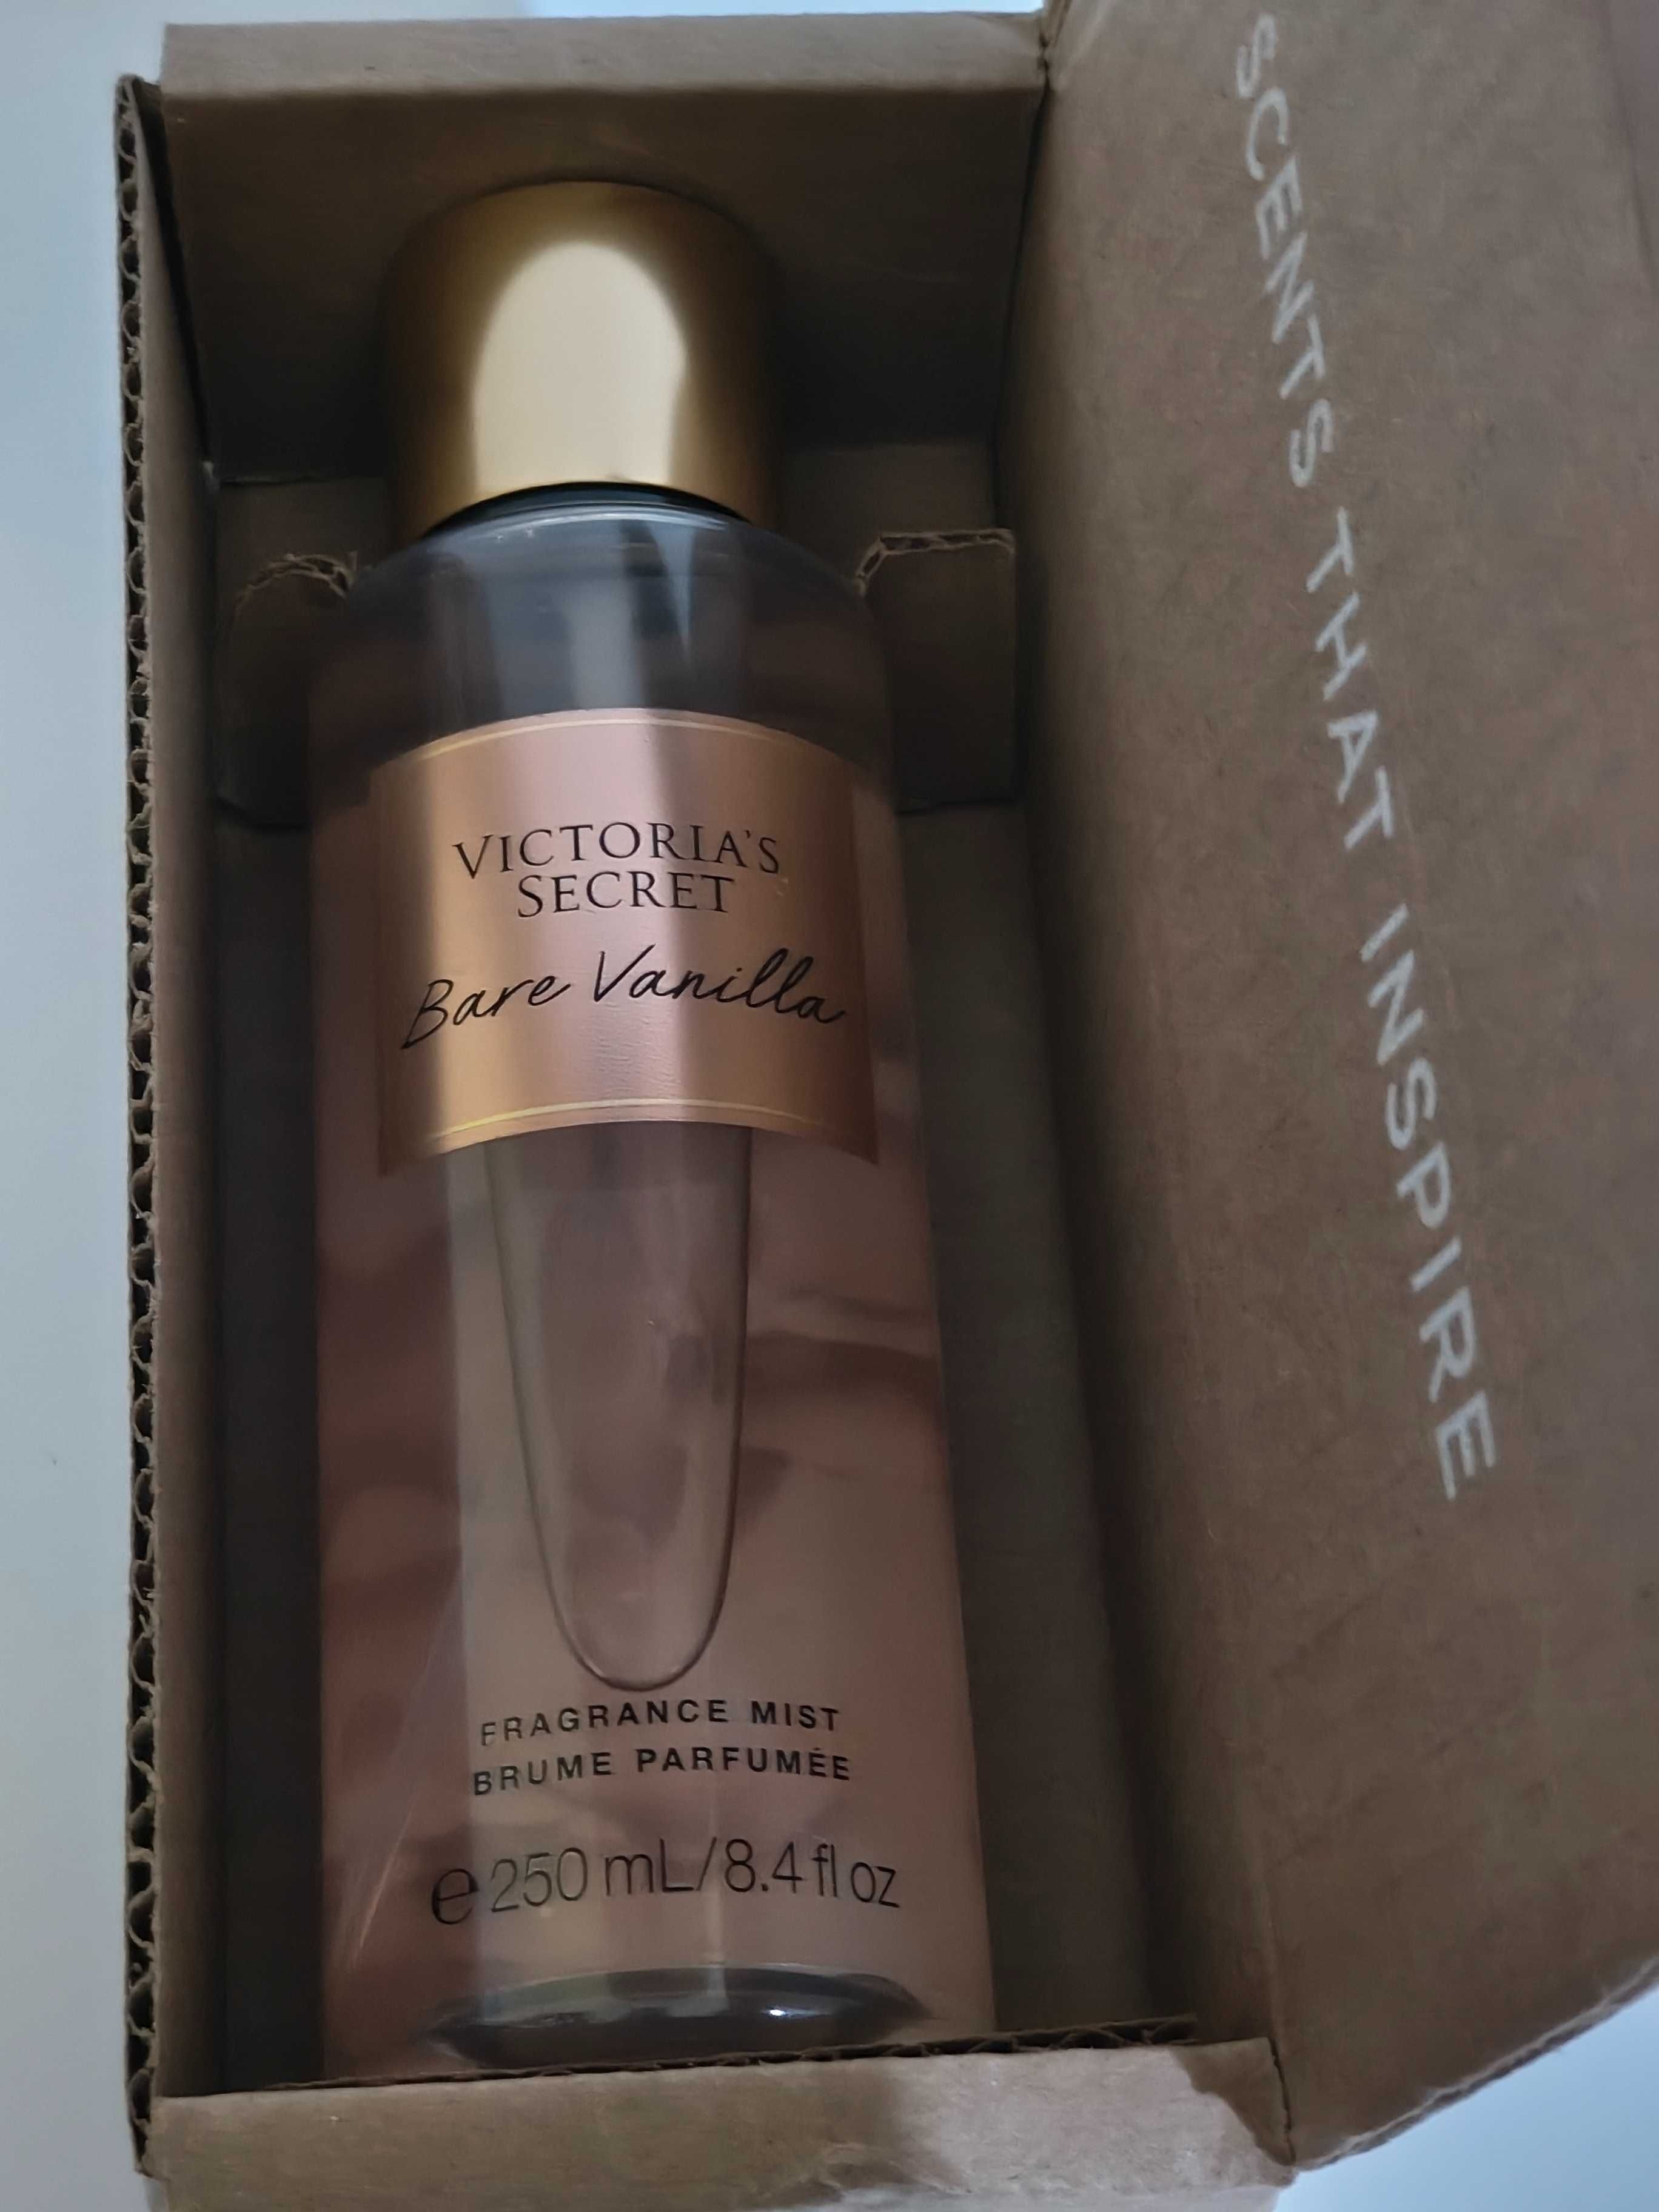 VICTORIA'S
SECRET
Bare Vanilla
FRAGRANCE MIST
BRUME PARFUMÉE
℮ 250 mL/8.4 fl oz
SCENTS THAT INSPIRE